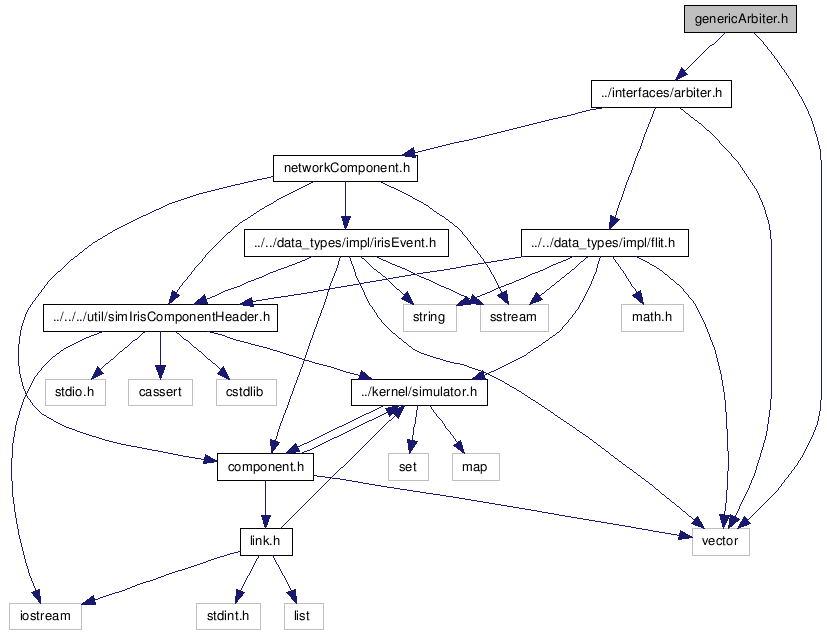 genericArbiter.h
../interfaces/arbiter.h
networkComponent.h
../../data_types/impl/irisEvent.h
../../data_types/impl/flit.h
../../../util/simIrisComponentHeader.h
string
sstream
math.h
stdio.h
cassert
cstdlib
../kernel/simulator.h
component.h
set
map
link.h
vector
iostream
stdint.h
list